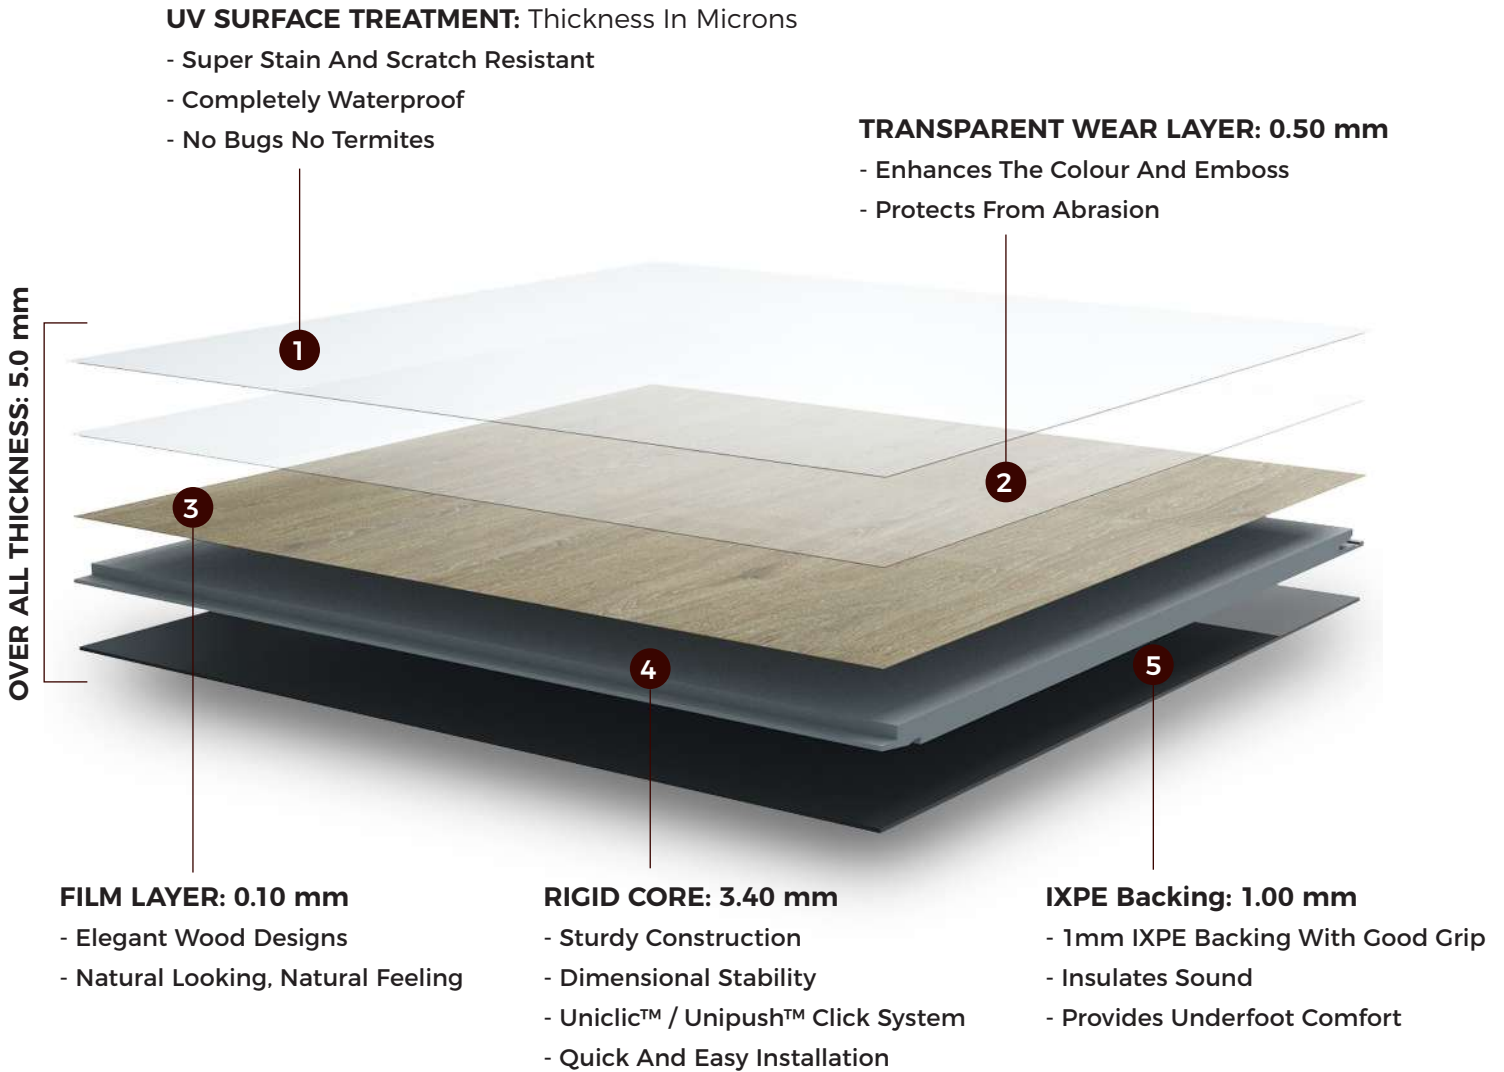 UV SURFACE TREATMENT: Thickness In Microns
- Super Stain And Scratch Resistant
- Completely Waterproof
- No Bugs No Termites
TRANSPARENT WEAR LAYER: 0.50 mm
- Enhances The Colour And Emboss
- Protects From Abrasion
OVER ALL THICKNESS: 5.0 mm
1
2
3
4
5
FILM LAYER: 0.10 mm
- Elegant Wood Designs
- Natural Looking, Natural Feeling
RIGID CORE: 3.40 mm
- Sturdy Construction
- Dimensional Stability
- Uniclic™ / Unipush™ Click System
- Quick And Easy Installation
IXPE Backing: 1.00 mm
- 1mm IXPE Backing With Good Grip
- Insulates Sound
- Provides Underfoot Comfort